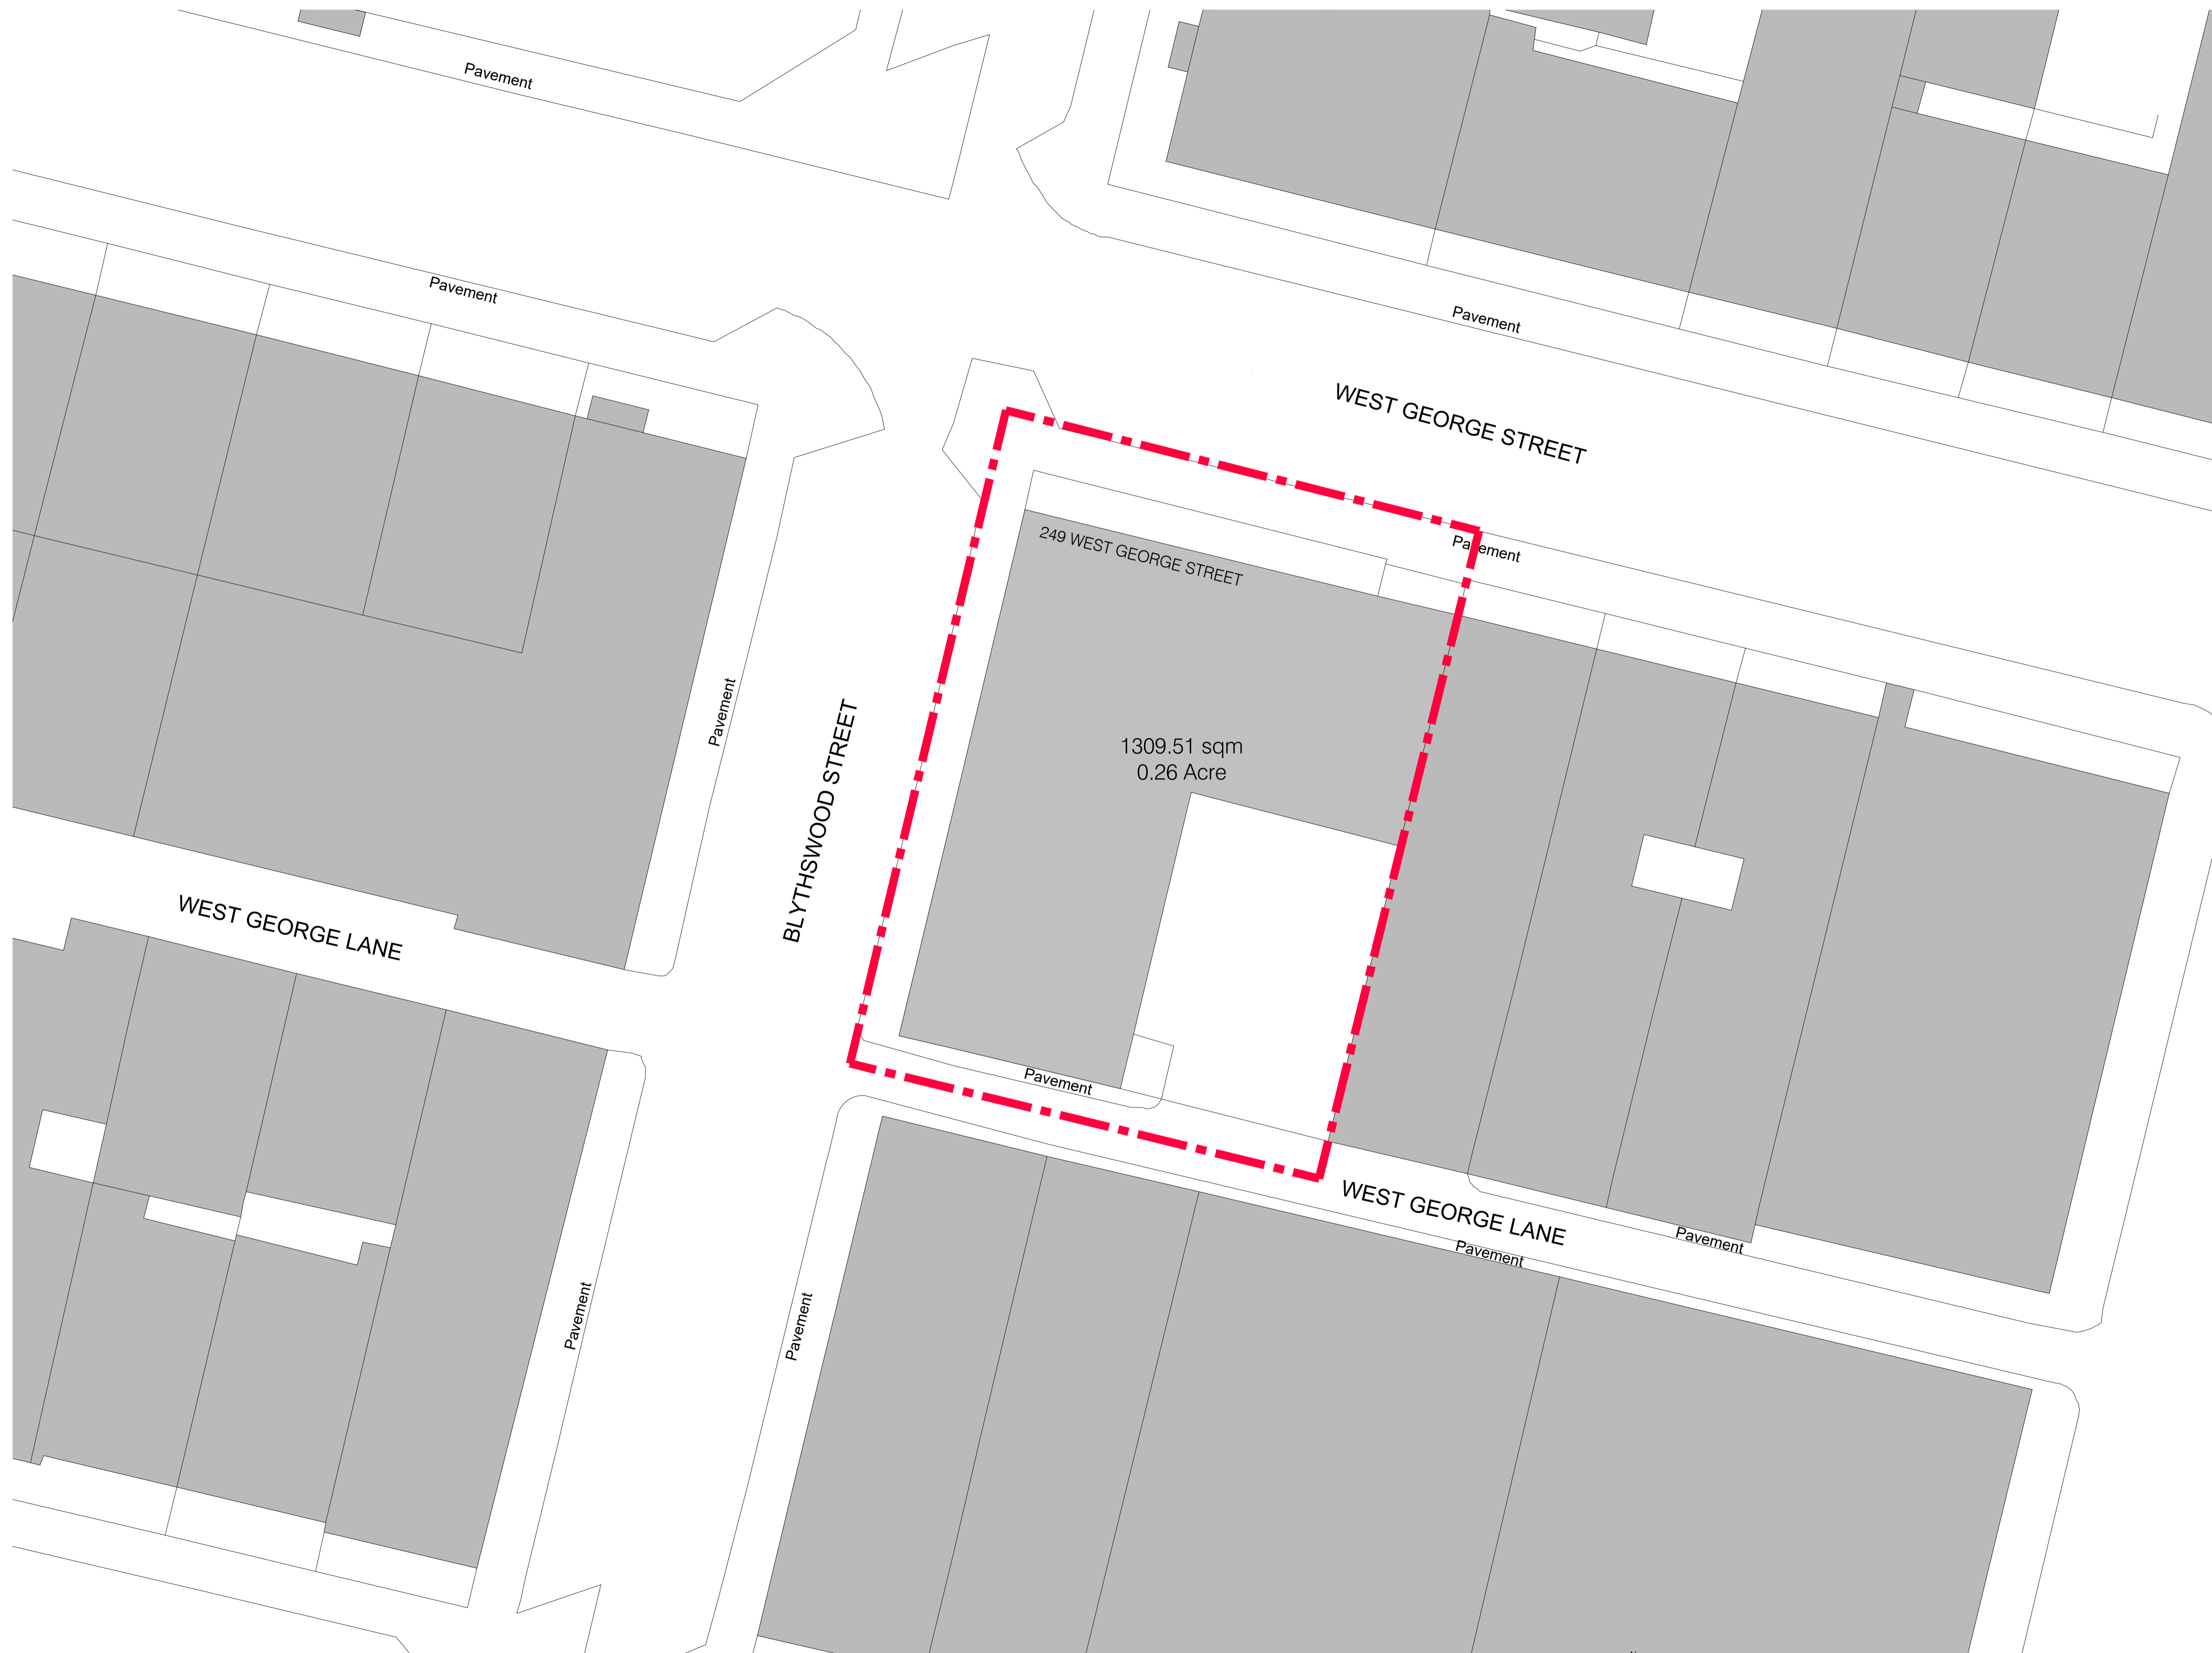 Pavement
Pavement
Pavement
WEST GEORGE STREET
Pavement
249 WEST GEORGE STREET
Pavement
BLYTHSWOOD STREET
1309.51 sqm
0.26 Acre
WEST GEORGE LANE
Pavement
WEST GEORGE LANE
Pavement
Pavement
Pavement
Pavement